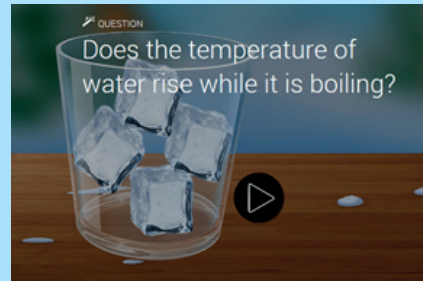 QUESTION
Does the temperature of
water rise while it is boiling?